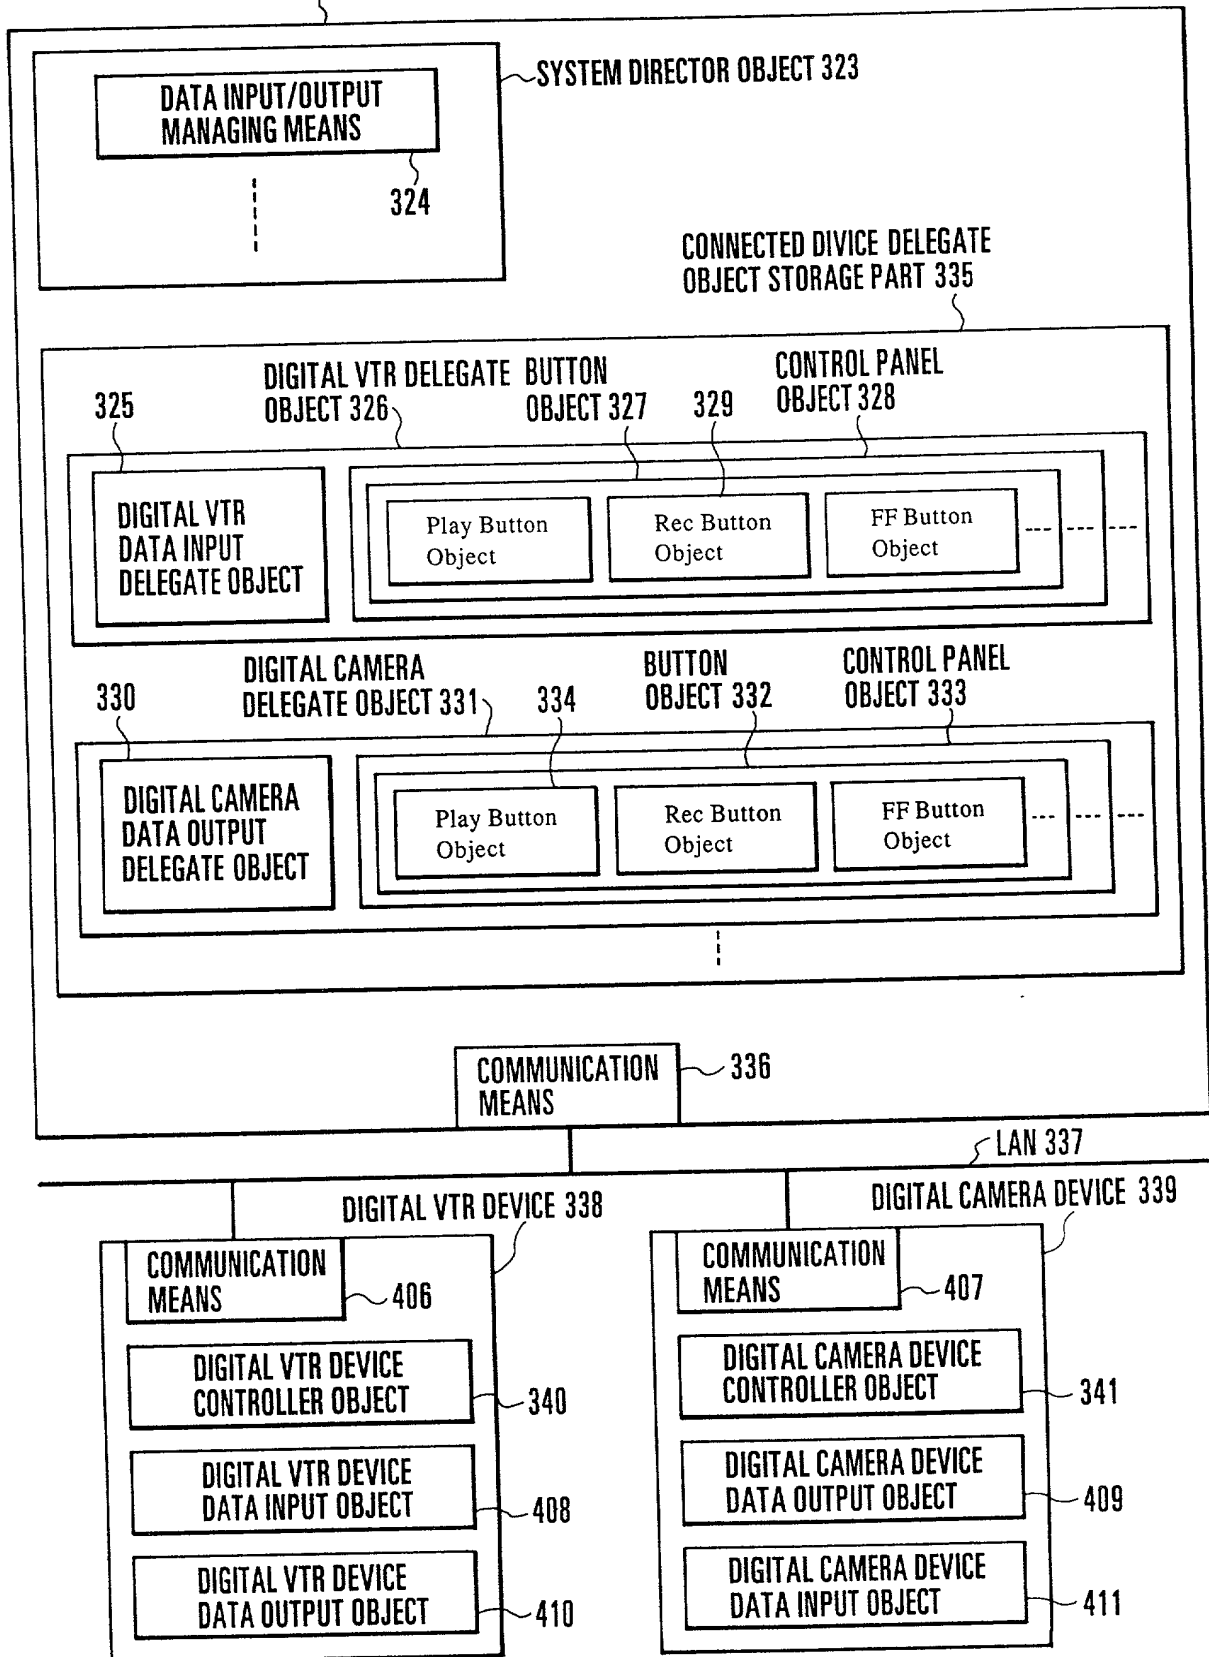 SYSTEM DIRECTOR OBJECT 323
DATA INPUT/OUTPUT
MANAGING MEANS
324
CONNECTED DIVICE DELEGATE
OBJECT STORAGE PART 335
325
DIGITAL VTR DELEGATE
OBJECT 326
BUTTON
OBJECT 327
329
CONTROL PANEL
OBJECT 328
DIGITAL VTR
DATA INPUT
DELEGATE OBJECT
Play Button
Object
Rec Button
Object
FF Button
Object
330
DIGITAL CAMERA
DELEGATE OBJECT 331
334
BUTTON
OBJECT 332
CONTROL PANEL
OBJECT 333
DIGITAL CAMERA
DATA OUTPUT
DELEGATE OBJECT
Play Button
Object
Rec Button
Object
FF Button
Object
COMMUNICATION
MEANS
336
LAN 337
DIGITAL VTR DEVICE 338
DIGITAL CAMERA DEVICE 339
COMMUNICATION
MEANS
406
DIGITAL VTR DEVICE
CONTROLLER OBJECT
340
DIGITAL VTR DEVICE
DATA INPUT OBJECT
408
DIGITAL VTR DEVICE
DATA OUTPUT OBJECT
410
COMMUNICATION
MEANS
407
DIGITAL CAMERA DEVICE
CONTROLLER OBJECT
341
DIGITAL CAMERA DEVICE
DATA OUTPUT OBJECT
409
DIGITAL CAMERA DEVICE
DATA INPUT OBJECT
411